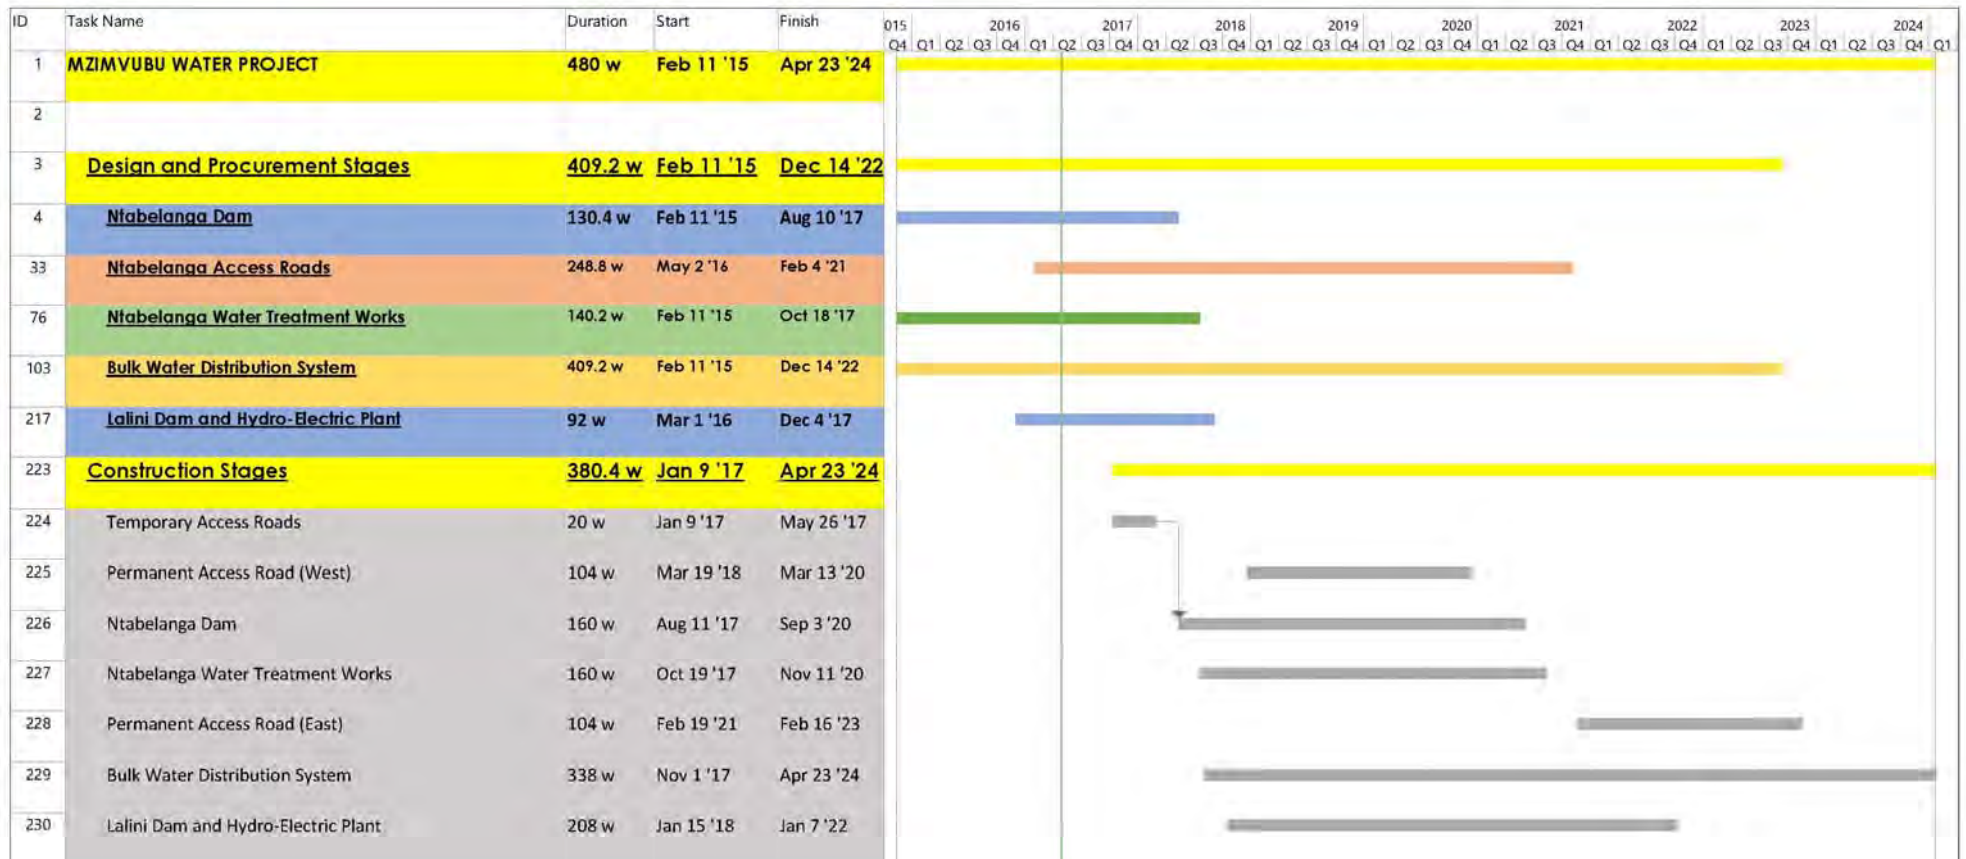 ID Task Name Duration Start Finish 015 2016 2017 2018 2019 2020 2021 2022 2023 2024
Q4 Q1 Q2 Q3 Q4 Q1 Q2 Q3 Q4 Q1 Q2 Q3 Q4 Q1 Q2 Q3 Q4 Q1 Q2 Q3 Q4 Q1 Q2 Q3 Q4 Q1 Q2 Q3 Q4 Q1 Q2 Q3 Q4 Q1 Q2 Q3 Q4 Q1
1 MZIMVUBU WATER PROJECT 480 w Feb 11 '15 Apr 23 '24
2
3 Design and Procurement Stages 409.2 w Feb 11 '15 Dec 14 '22
4 Ntabelanga Dam 130.4 w Feb 11 '15 Aug 10 '17
33 Ntabelanga Access Roads 248.8 w May 2 '16 Feb 4 '21
76 Ntabelanga Water Treatment Works 140.2 w Feb 11 '15 Oct 18 '17
103 Bulk Water Distribution System 409.2 w Feb 11 '15 Dec 14 '22
217 Lalini Dam and Hydro-Electric Plant 92 w Mar 1 '16 Dec 4 '17
223 Construction Stages 380.4 w Jan 9 '17 Apr 23 '24
224 Temporary Access Roads 20 w Jan 9 '17 May 26 '17
225 Permanent Access Road (West) 104 w Mar 19 '18 Mar 13 '20
226 Ntabelanga Dam 160 w Aug 11 '17 Sep 3 '20
227 Ntabelanga Water Treatment Works 160 w Oct 19 '17 Nov 11 '20
228 Permanent Access Road (East) 104 w Feb 19 '21 Feb 16 '23
229 Bulk Water Distribution System 338 w Nov 1 '17 Apr 23 '24
230 Lalini Dam and Hydro-Electric Plant 208 w Jan 15 '18 Jan 7 '22